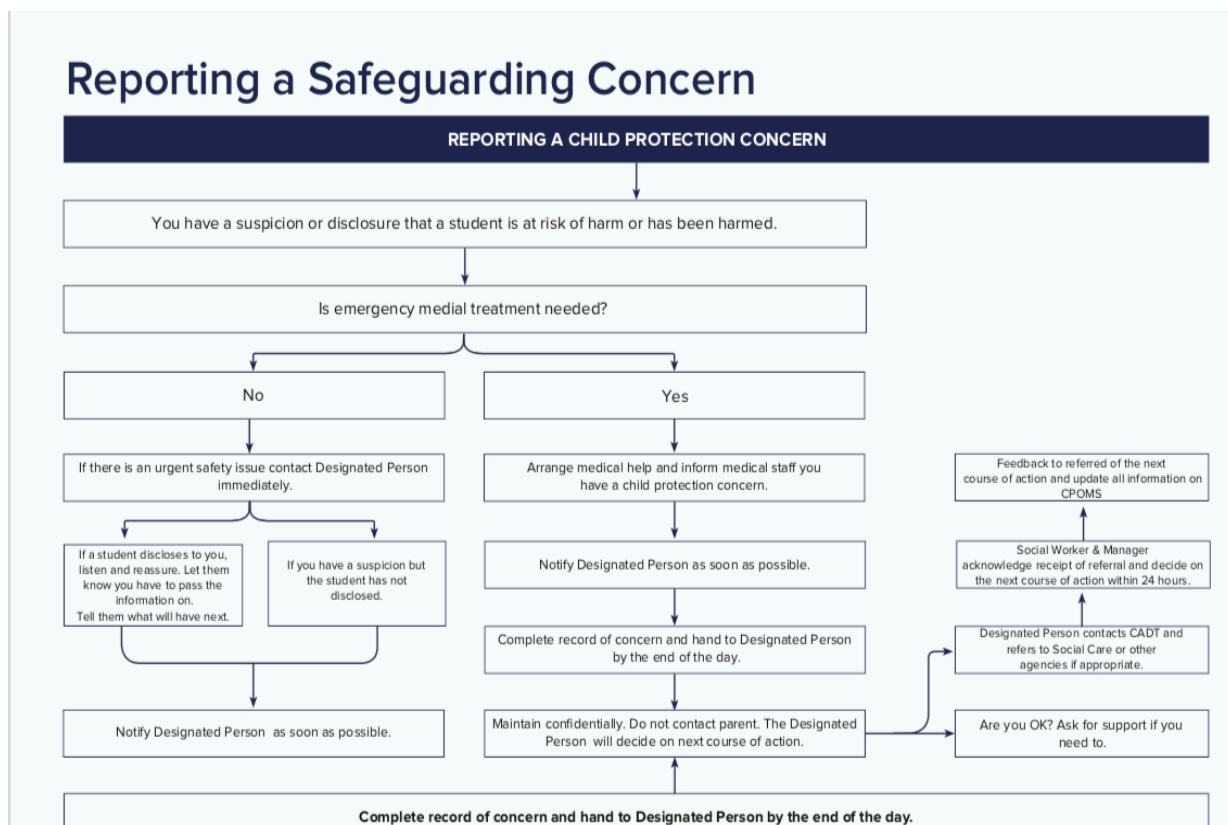 Reporting a Safeguarding Concern
REPORTING A CHILD PROTECTION CONCERN
You have a suspicion or disclosure that a student is at risk of harm or has been harmed.
Is emergency medial treatment needed?
No
Yes
If there is an urgent safety issue contact Designated Person
immediately.
Arrange medical help and inform medical staff you
have a child protection concern.
Feedback to referred of the next
course of action and update all information on
CPOMS
If a student discloses to you,
listen and reassure. Let them
know you have to pass the
information on.
Tell them what will have next.
If you have a suspicion but
the student has not
disclosed.
Notify Designated Person as soon as possible.
Social Worker & Manager
acknowledge receipt of referral and decide on
the next course of action within 24 hours.
Complete record of concern and hand to Designated Person
by the end of the day.
Designated Person contacts CADT and
refers to Social Care or other
agencies if appropriate.
Notify Designated Person as soon as possible.
Maintain confidentially. Do not contact parent. The Designated
Person will decide on next course of action.
Are you OK? Ask for support if you
need to.
Complete record of concern and hand to Designated Person by the end of the day.